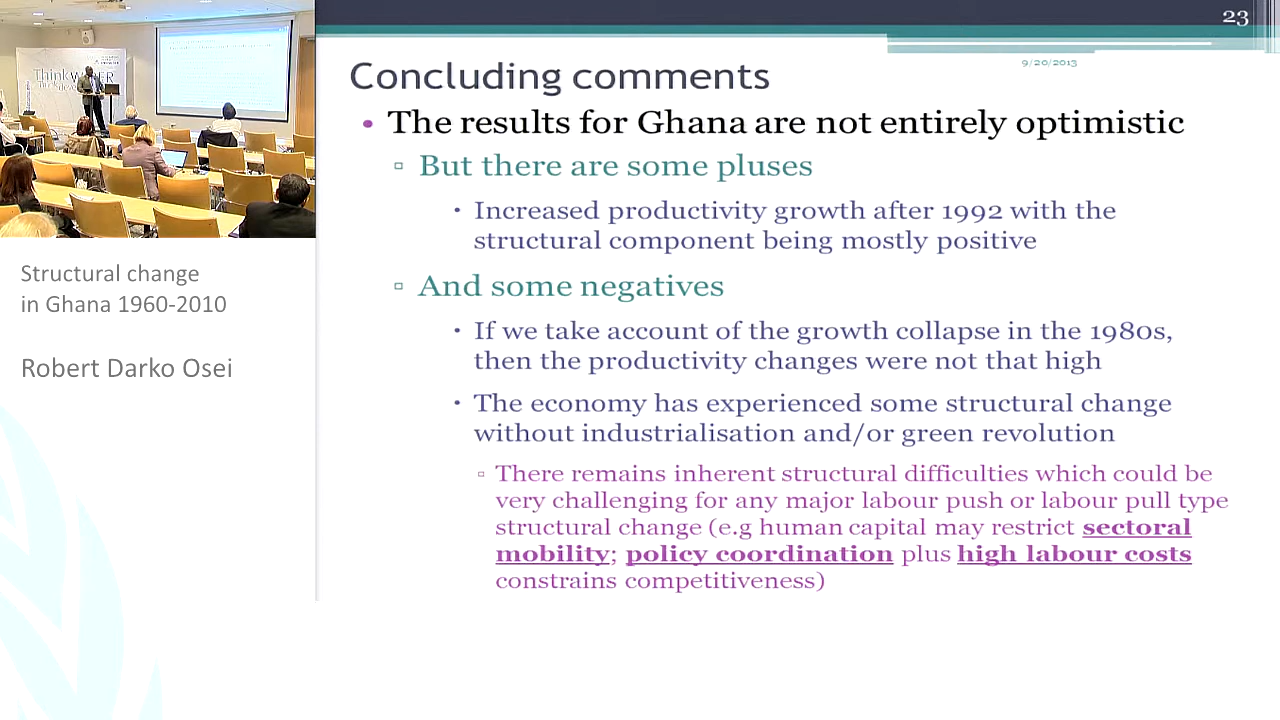 23
9/20/2013
Concluding comments
• The results for Ghana are not entirely optimistic
▫ But there are some pluses
• Increased productivity growth after 1992 with the
structural component being mostly positive
▫ And some negatives
• If we take account of the growth collapse in the 1980s,
then the productivity changes were not that high
• The economy has experienced some structural change
without industrialisation and/or green revolution
▫ There remains inherent structural difficulties which could be
very challenging for any major labour push or labour pull type
structural change (e.g human capital may restrict sectoral
mobility; policy coordination plus high labour costs
constrains competitiveness)
Structural change
in Ghana 1960-2010
Robert Darko Osei